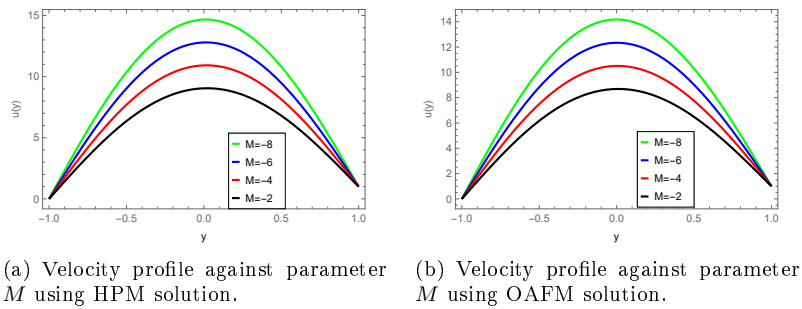 15
10
5
0
u(y)
−1.0
−0.5
0.0
0.5
1.0
y
M=−8
M=−6
M=−4
M=−2
14
12
10
8
6
4
2
0
u(y)
−1.0
−0.5
0.0
0.5
1.0
y
M=−8
M=−6
M=−4
M=−2
(a) Velocity profile against parameter
M using HPM solution.
(b) Velocity profile against parameter
M using OAFM solution.